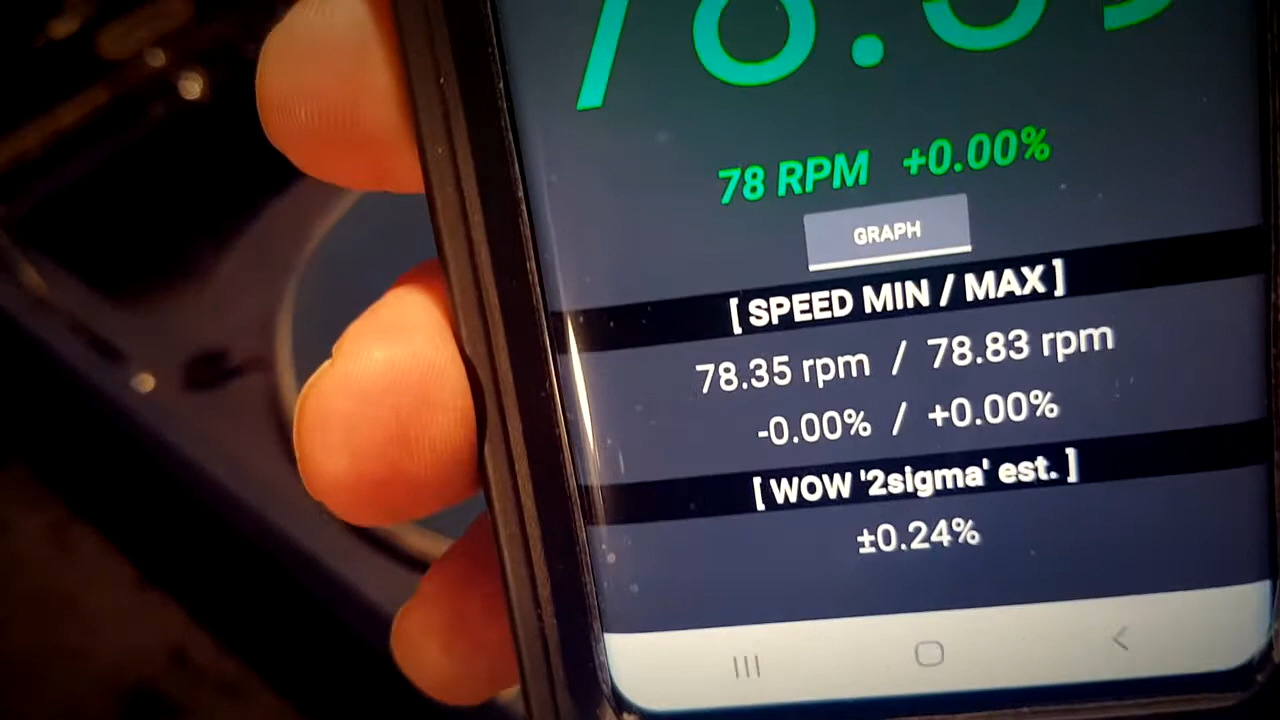 78 RPM +0.00%
GRAPH
[ SPEED MIN / MAX ]
78.35 rpm / 78.83 rpm
-0.00% / +0.00%
[ WOW '2sigma' est. ]
±0.24%